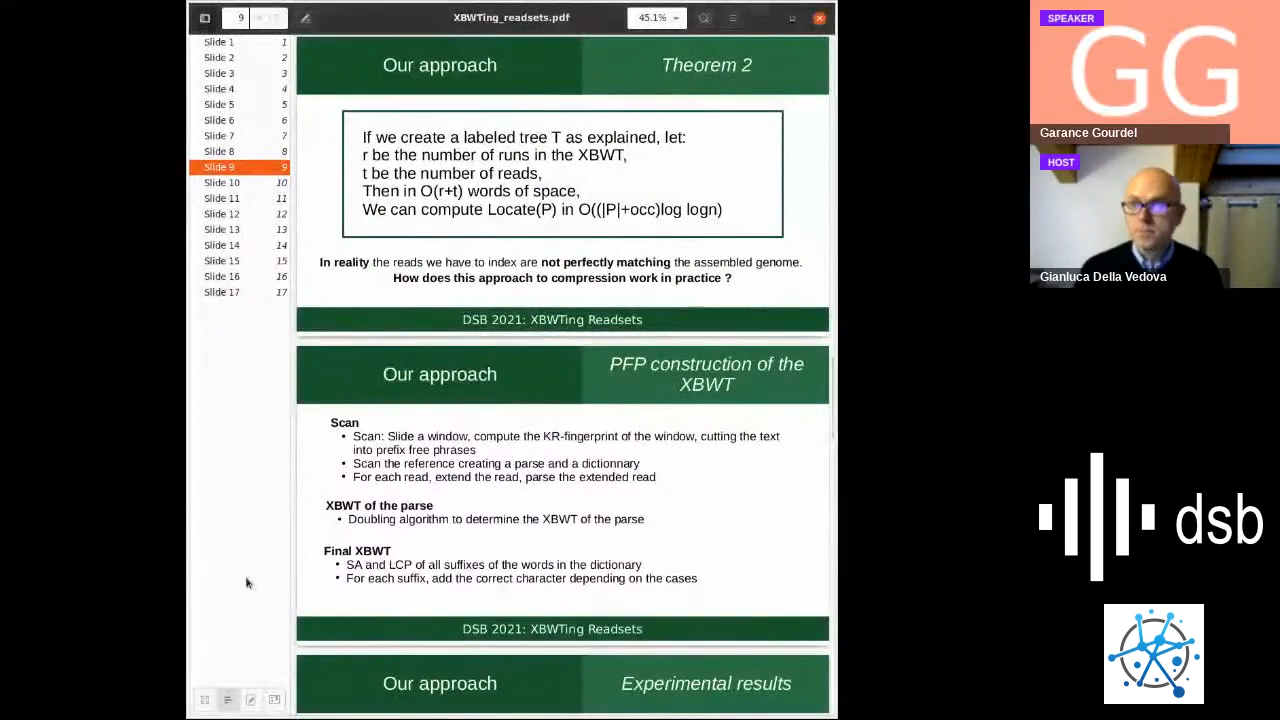 9
XBWTing_readsets.pdf
45.1%
Slide 1 1
Slide 2 2
Slide 3 3
Slide 4 4
Slide 5 5
Slide 6 6
Slide 7 7
Slide 8 8
Slide 9 9
Slide 10 10
Slide 11 11
Slide 12 12
Slide 13 13
Slide 14 14
Slide 15 15
Slide 16 16
Slide 17 17
Our approach
Theorem 2
If we create a labeled tree T as explained, let:
r be the number of runs in the XBWT,
t be the number of reads,
Then in O(r+t) words of space,
We can compute Locate(P) in O((|P|+occ)log logn)
In reality the reads we have to index are not perfectly matching the assembled genome.
How does this approach to compression work in practice ?
DSB 2021: XBWTing Readsets
Our approach
PFP construction of the
XBWT
Scan
• Scan: Slide a window, compute the KR-fingerprint of the window, cutting the text
into prefix free phrases
• Scan the reference creating a parse and a dictionnary
• For each read, extend the read, parse the extended read
XBWT of the parse
• Doubling algorithm to determine the XBWT of the parse
Final XBWT
• SA and LCP of all suffixes of the words in the dictionary
• For each suffix, add the correct character depending on the cases
DSB 2021: XBWTing Readsets
Our approach
Experimental results
SPEAKER
GG
Garance Gourdel
HOST
Gianluca Della Vedova
dsb